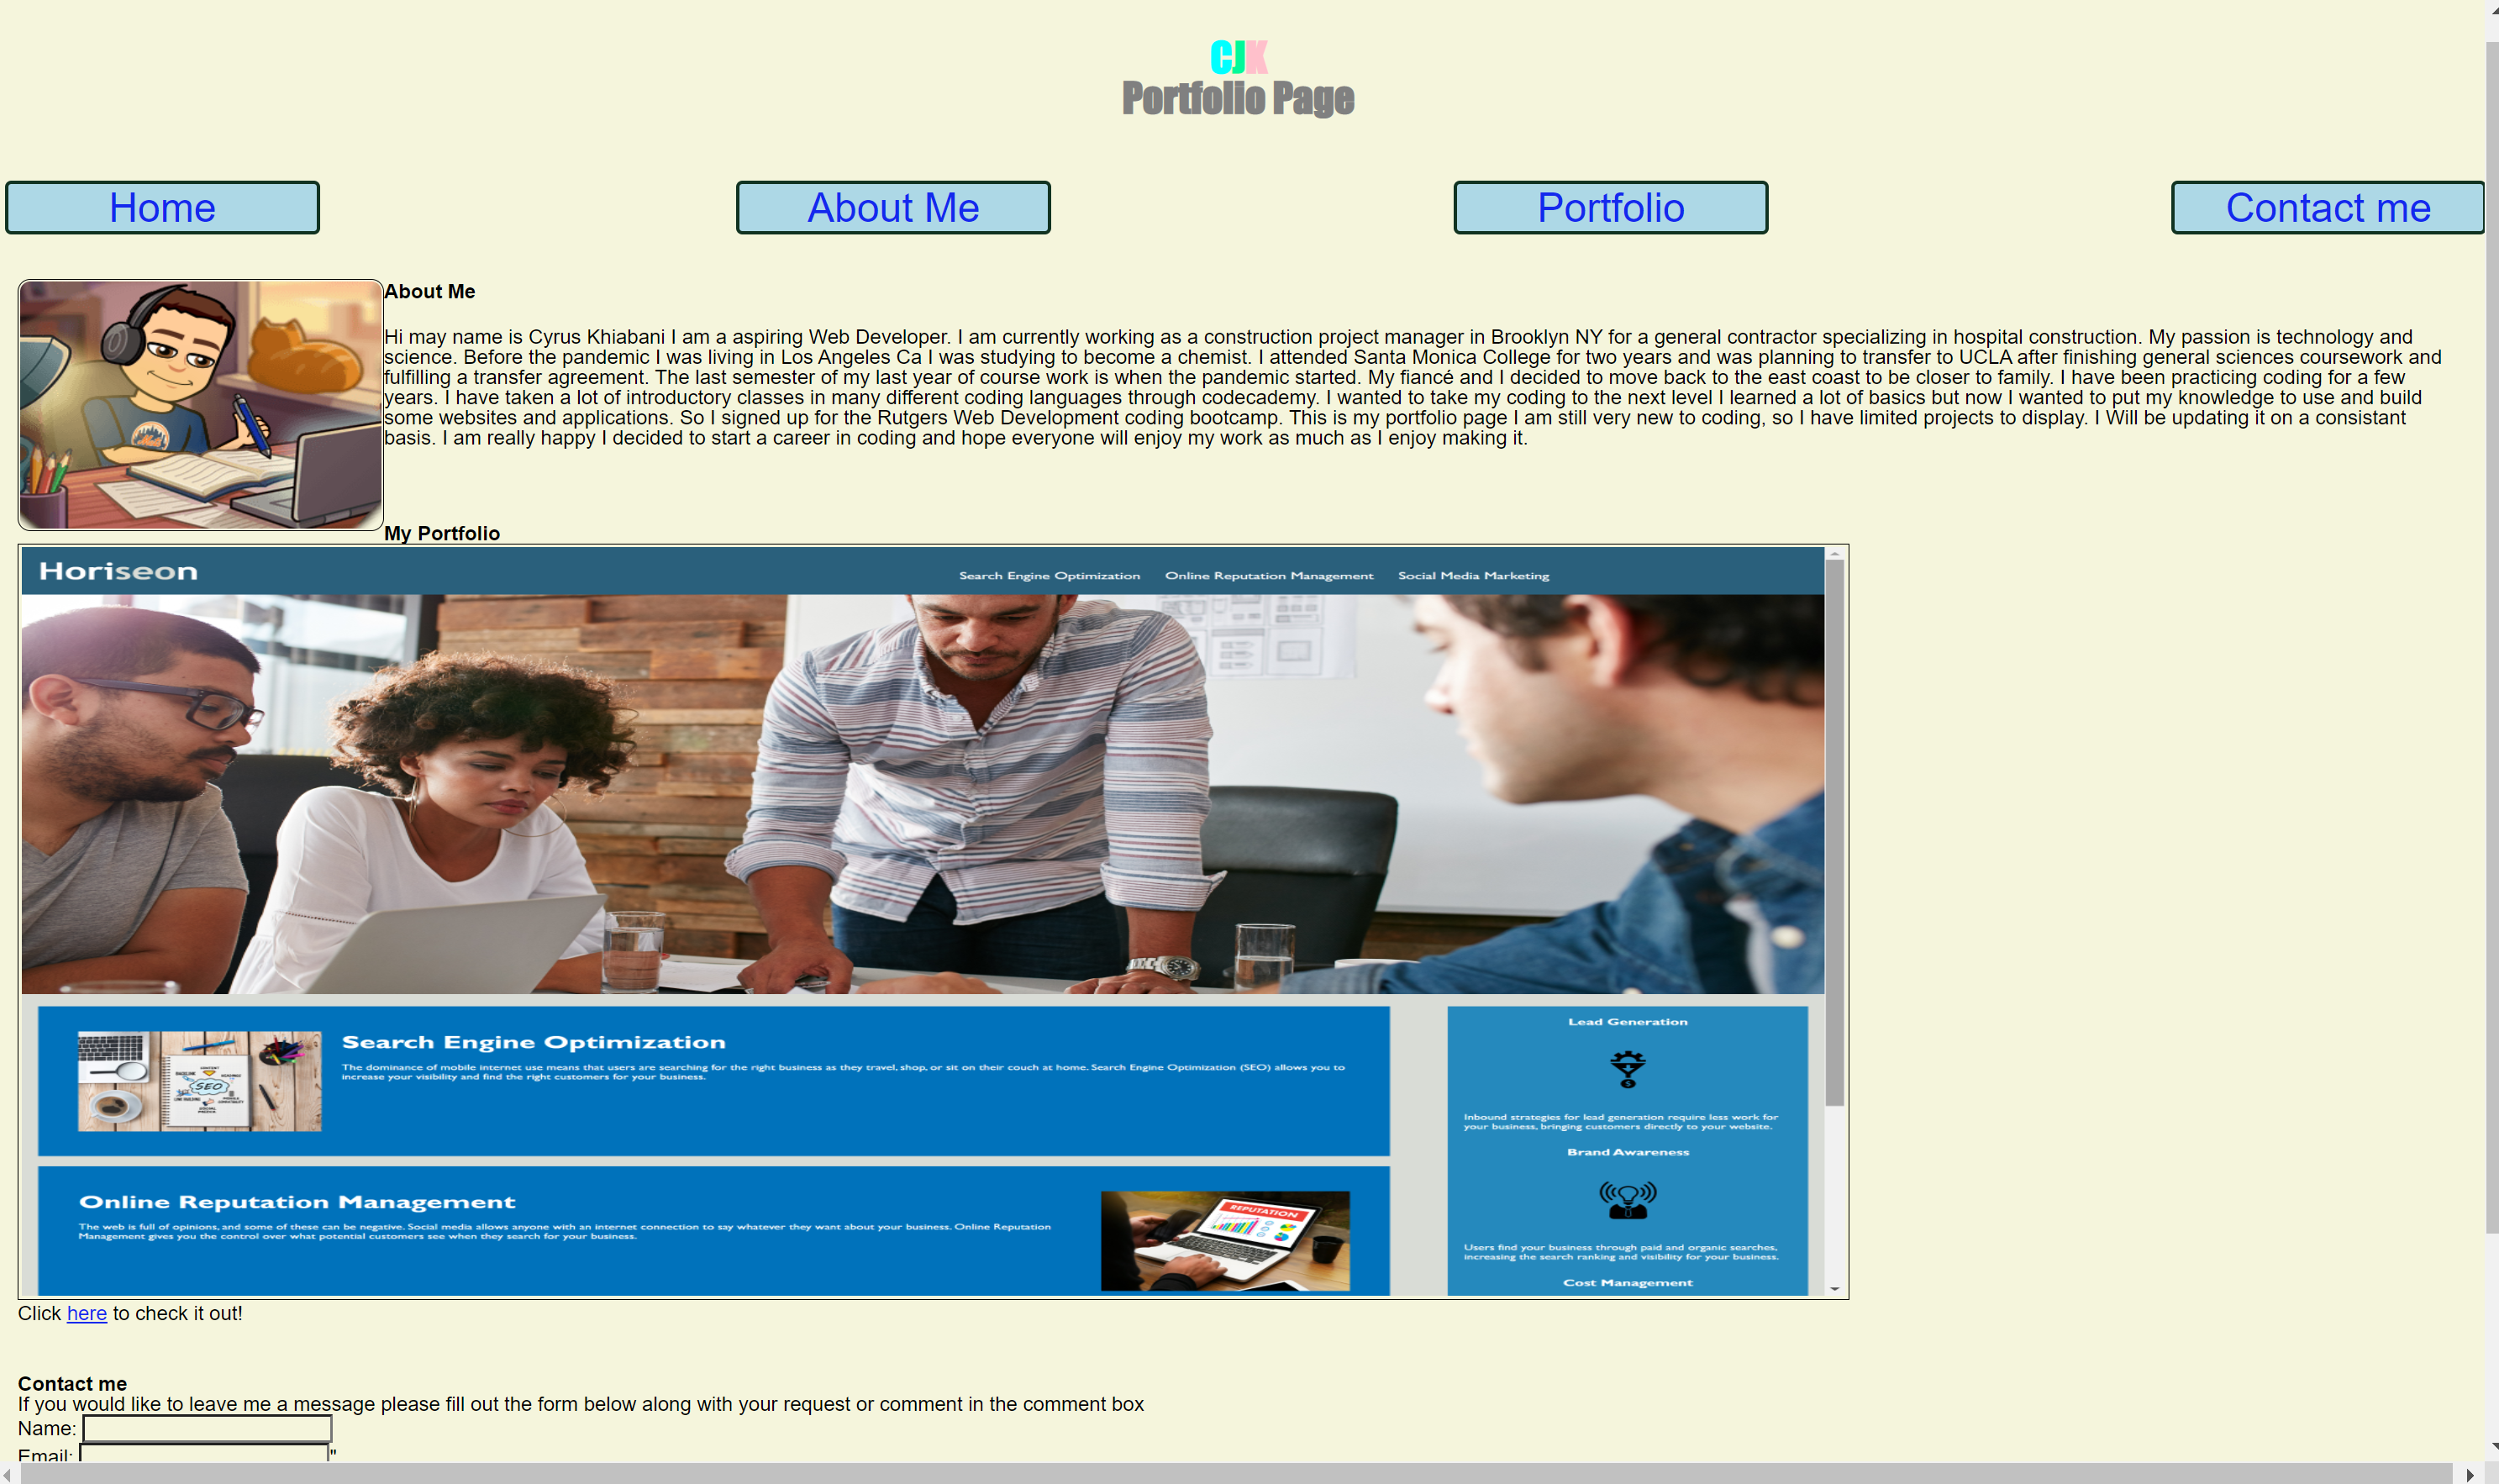 CJK
Portfolio Page
Home About Me Portfolio Contact me
About Me
Hi may name is Cyrus Khiabani I am a aspiring Web Developer. I am currently working as a construction project manager in Brooklyn NY for a general contractor specializing in hospital construction. My passion is technology and
science. Before the pandemic I was living in Los Angeles Ca I was studying to become a chemist. I attended Santa Monica College for two years and was planning to transfer to UCLA after finishing general sciences coursework and
fulfilling a transfer agreement. The last semester of my last year of course work is when the pandemic started. My fiancé and I decided to move back to the east coast to be closer to family. I have been practicing coding for a few
years. I have taken a lot of introductory classes in many different coding languages through codecademy. I wanted to take my coding to the next level I learned a lot of basics but now I wanted to put my knowledge to use and build
some websites and applications. So I signed up for the Rutgers Web Development coding bootcamp. This is my portfolio page I am still very new to coding, so I have limited projects to display. I Will be updating it on a consistant
basis. I am really happy I decided to start a career in coding and hope everyone will enjoy my work as much as I enjoy making it.
My Portfolio
Horiseon
Search Engine Optimization Online Reputation Management Social Media Marketing
SEO
Search Engine Optimization
The dominance of mobile internet use means that users are searching for the right business as they travel, shop, or sit on their couch at home. Search Engine Optimization (SEO) allows you to
increase your visibility and find the right customers for your business.
Online Reputation Management
The web is full of opinions, and some of these can be negative. Social media allows anyone with an internet connection to say whatever they want about your business. Online Reputation
Management gives you the control over what potential customers see when they search for your business.
REPUTATION
Lead Generation
Inbound strategies for lead generation require less work for
your business, bringing customers directly to your website.
Brand Awareness
Users find your business through paid and organic searches,
increasing the search ranking and visibility for your business.
Cost Management
Click here to check it out!
Contact me
If you would like to leave me a message please fill out the form below along with your request or comment in the comment box
Name:
Email: "